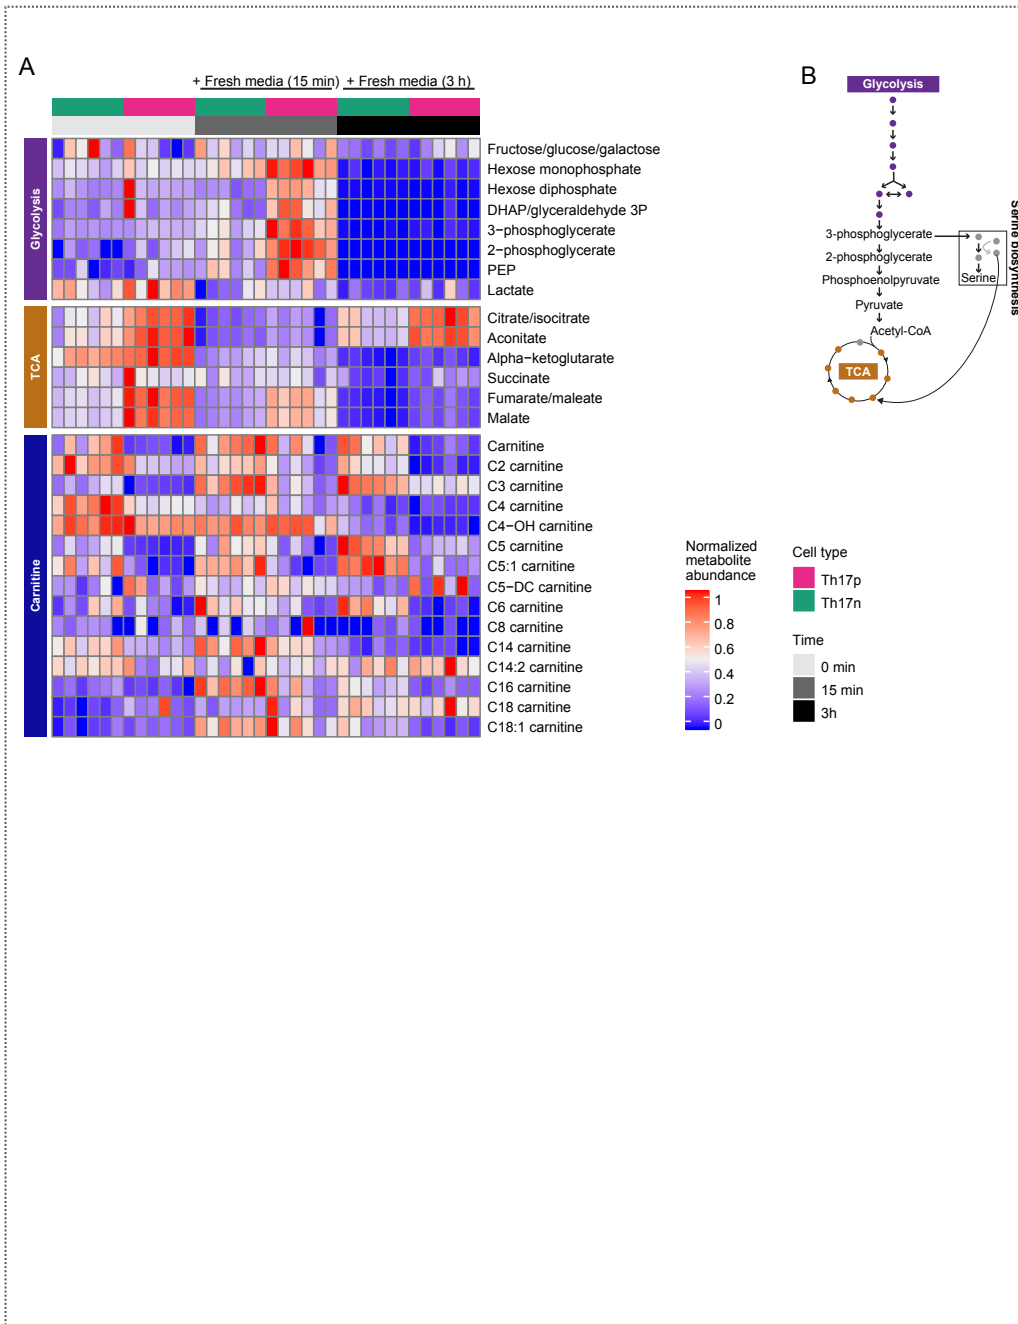 A
+ Fresh media (15 min)
+ Fresh media (3 h)
Glycolysis
Fructose/glucose/galactose
Hexose monophosphate
Hexose diphosphate
DHAP/glyceraldehyde 3P
3−phosphoglycerate
2−phosphoglycerate
PEP
Lactate
TCA
Citrate/isocitrate
Aconitate
Alpha−ketoglutarate
Succinate
Fumarate/maleate
Malate
Carnitine
Carnitine
C2 carnitine
C3 carnitine
C4 carnitine
C4−OH carnitine
C5 carnitine
C5:1 carnitine
C5−DC carnitine
C6 carnitine
C8 carnitine
C14 carnitine
C14:2 carnitine
C16 carnitine
C18 carnitine
C18:1 carnitine
Normalized
metabolite
abundance
1
0.8
0.6
0.4
0.2
0
Cell type
Th17p
Th17n
Time
0 min
15 min
3h
B
Glycolysis
3-phosphoglycerate
2-phosphoglycerate
Phosphoenolpyruvate
Pyruvate
Acetyl-CoA
TCA
Serine
Serine biosynthesis